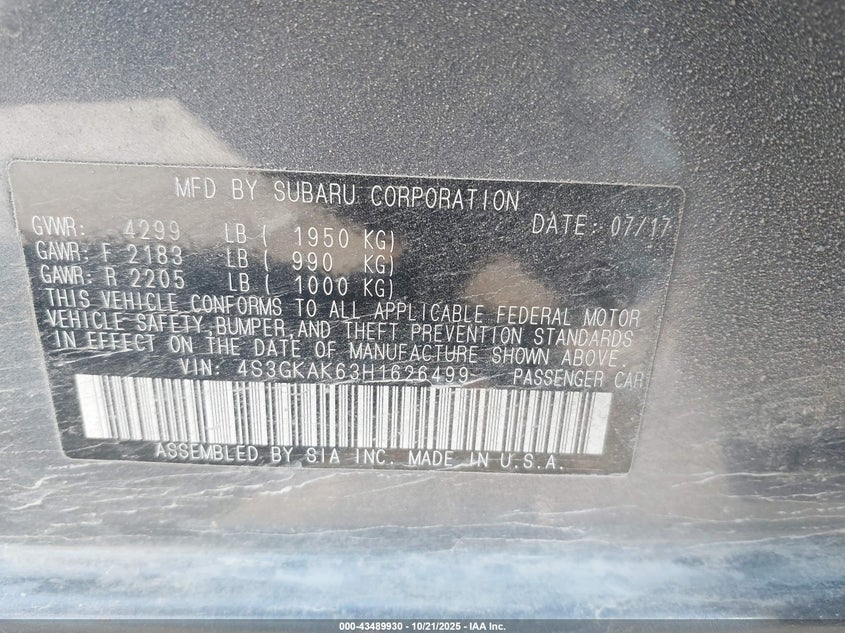 MFD BY SUBARU CORPORATION
GVWR: 4299 LB ( 1950 KG) DATE: 07/17
GAWR: F 2183 LB ( 990 KG)
GAWR: R 2205 LB ( 1000 KG)
THIS VEHICLE CONFORMS TO ALL APPLICABLE FEDERAL MOTOR
VEHICLE SAFETY, BUMPER, AND THEFT PREVENTION STANDARDS
IN EFFECT ON THE DATE OF MANUFACTURE SHOWN ABOVE
VIN: 4S3GKAK63H1626499 PASSENGER CAR
ASSEMBLED BY SIA INC. MADE IN U.S.A.
000-43489930 - 10/21/2025 - IAA Inc.